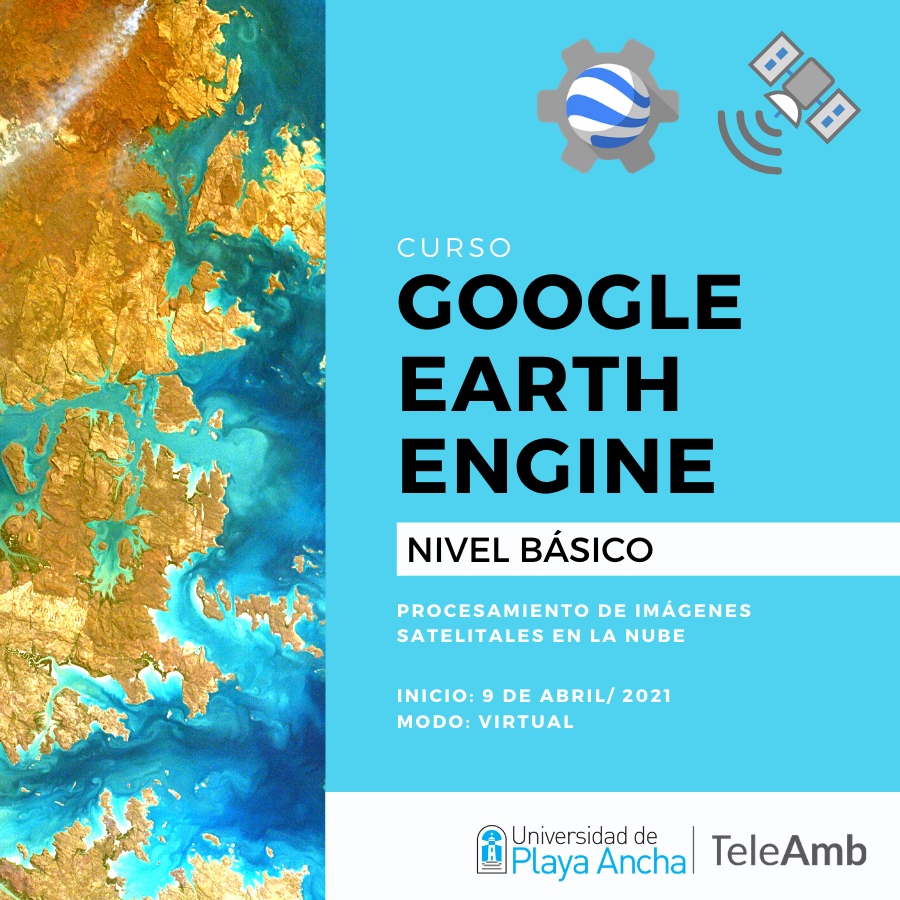 CURSO
GOOGLE
EARTH
ENGINE
NIVEL BÁSICO
PROCESAMIENTO DE IMÁGENES
SATELITALES EN LA NUBE
INICIO: 9 DE ABRIL/ 2021
MODO: VIRTUAL
Universidad de
Playa Ancha
TeleAmb